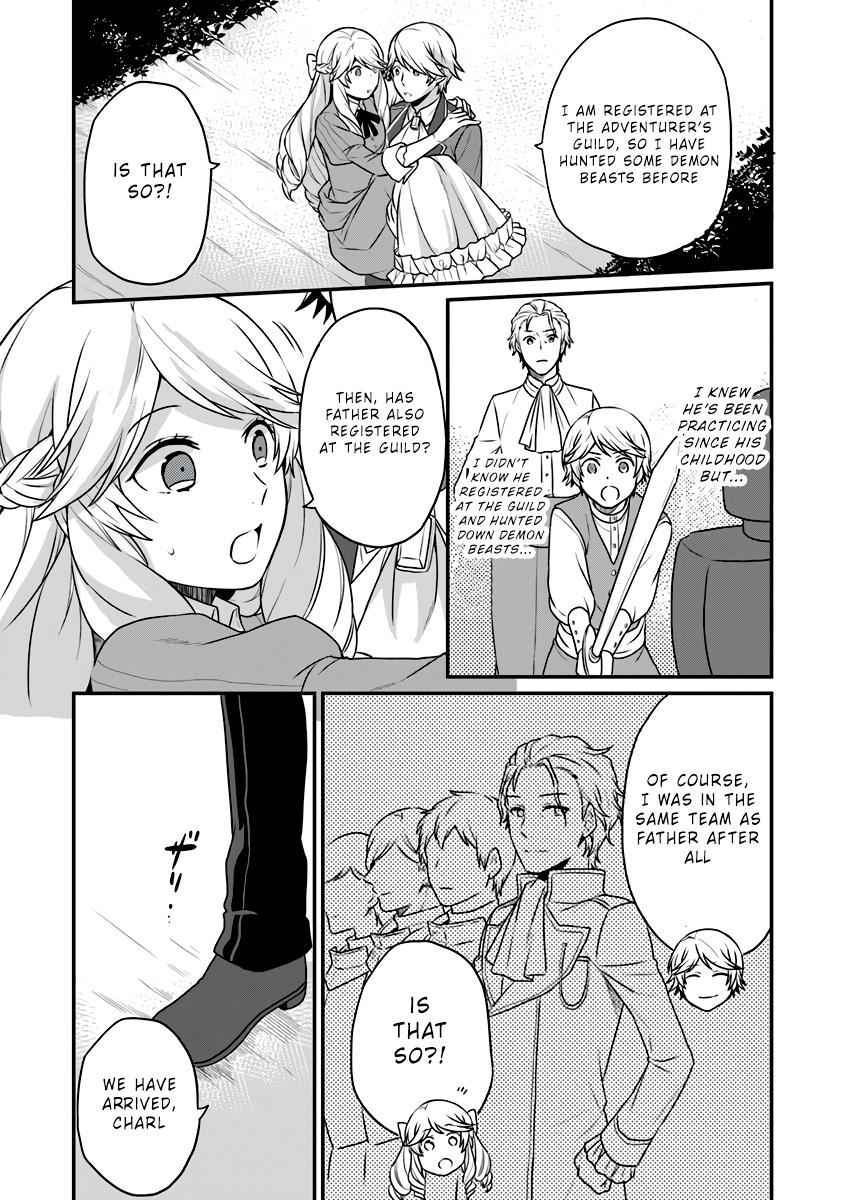 I AM REGISTERED AT
THE ADVENTURER'S
GUILD, SO I HAVE
HUNTED SOME DEMON
BEASTS BEFORE
IS THAT
SO?!
I KNEW
HE'S BEEN
PRACTICING
SINCE HIS
CHILDHOOD
BUT...
I DIDN'T
KNOW HE
REGISTERED
AT THE GUILD
AND HUNTED
DOWN DEMON
BEASTS...
THEN, HAS
FATHER ALSO
REGISTERED
AT THE GUILD?
OF COURSE,
I WAS IN THE
SAME TEAM AS
FATHER AFTER
ALL
IS
THAT
SO?!
ザリ.
WE HAVE
ARRIVED,
CHARL